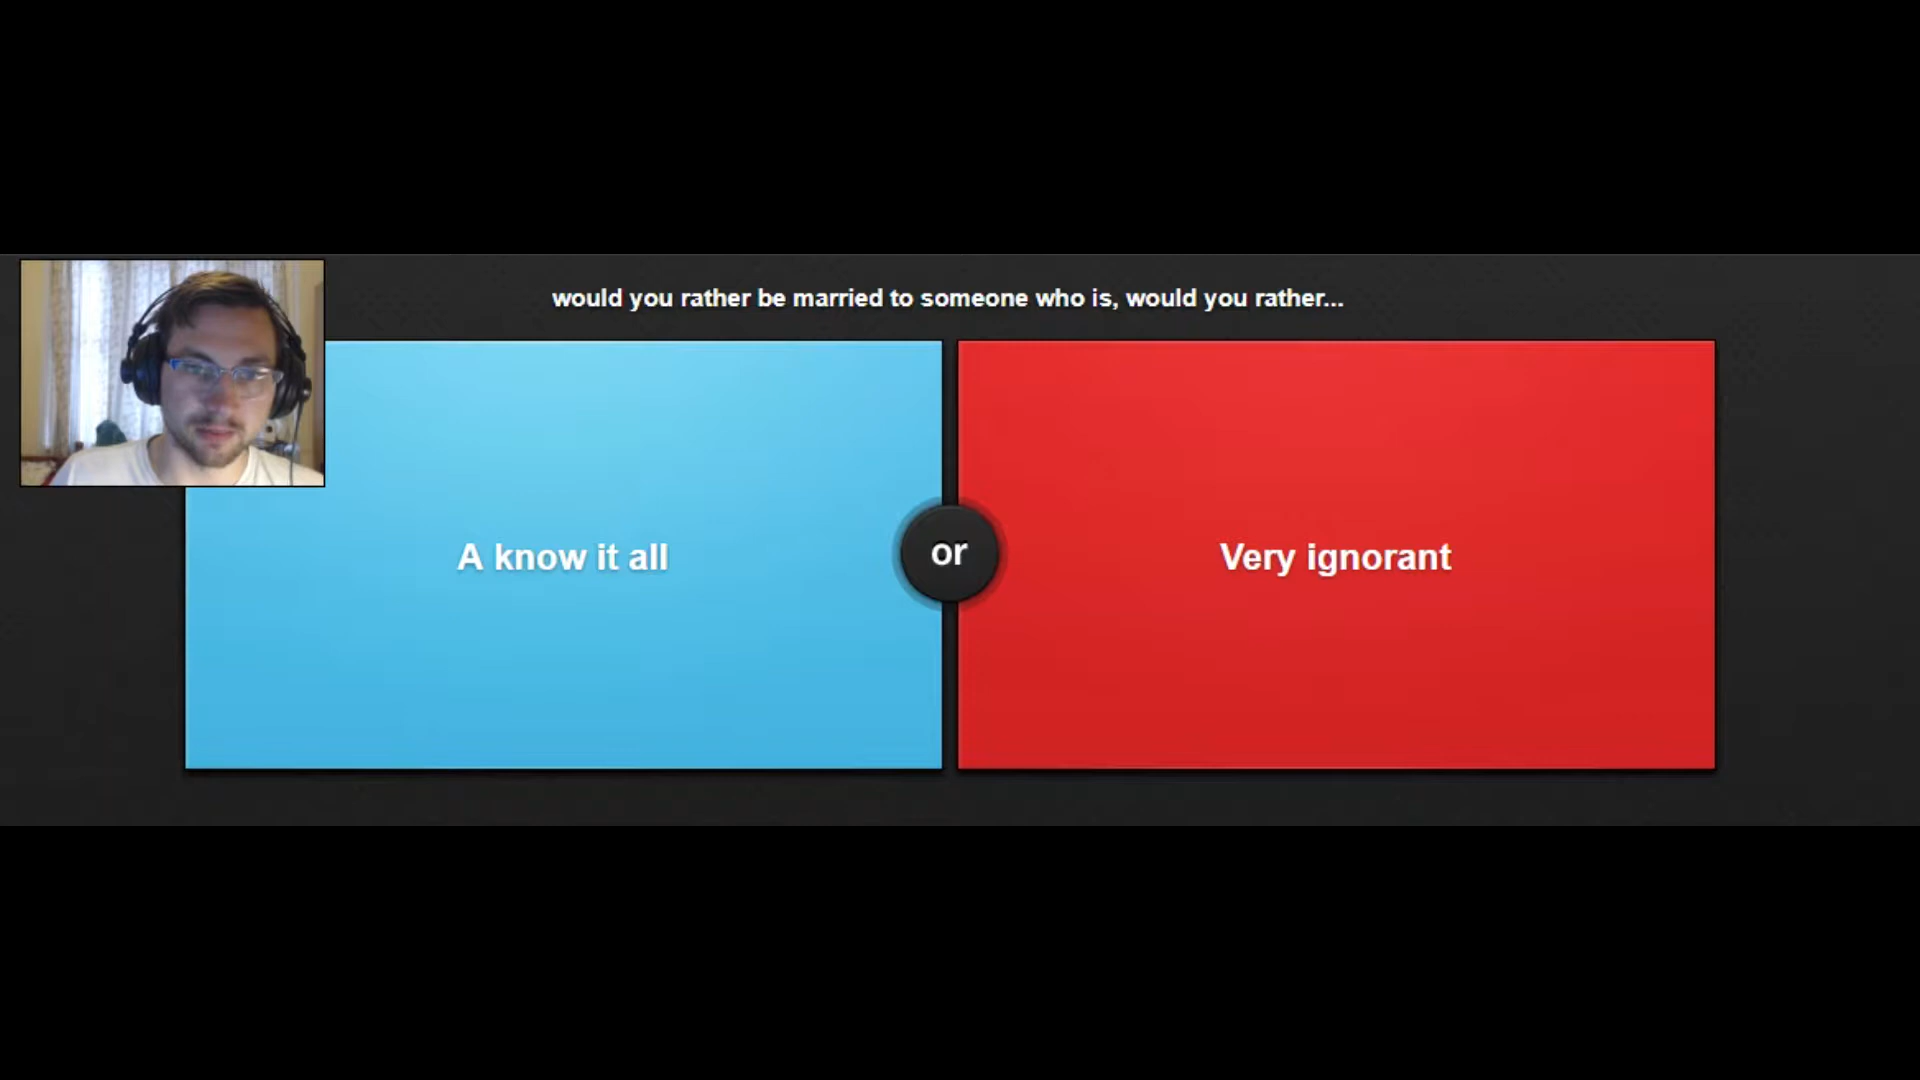 would you rather be married to someone who is, would you rather...
A know it all
or
Very ignorant